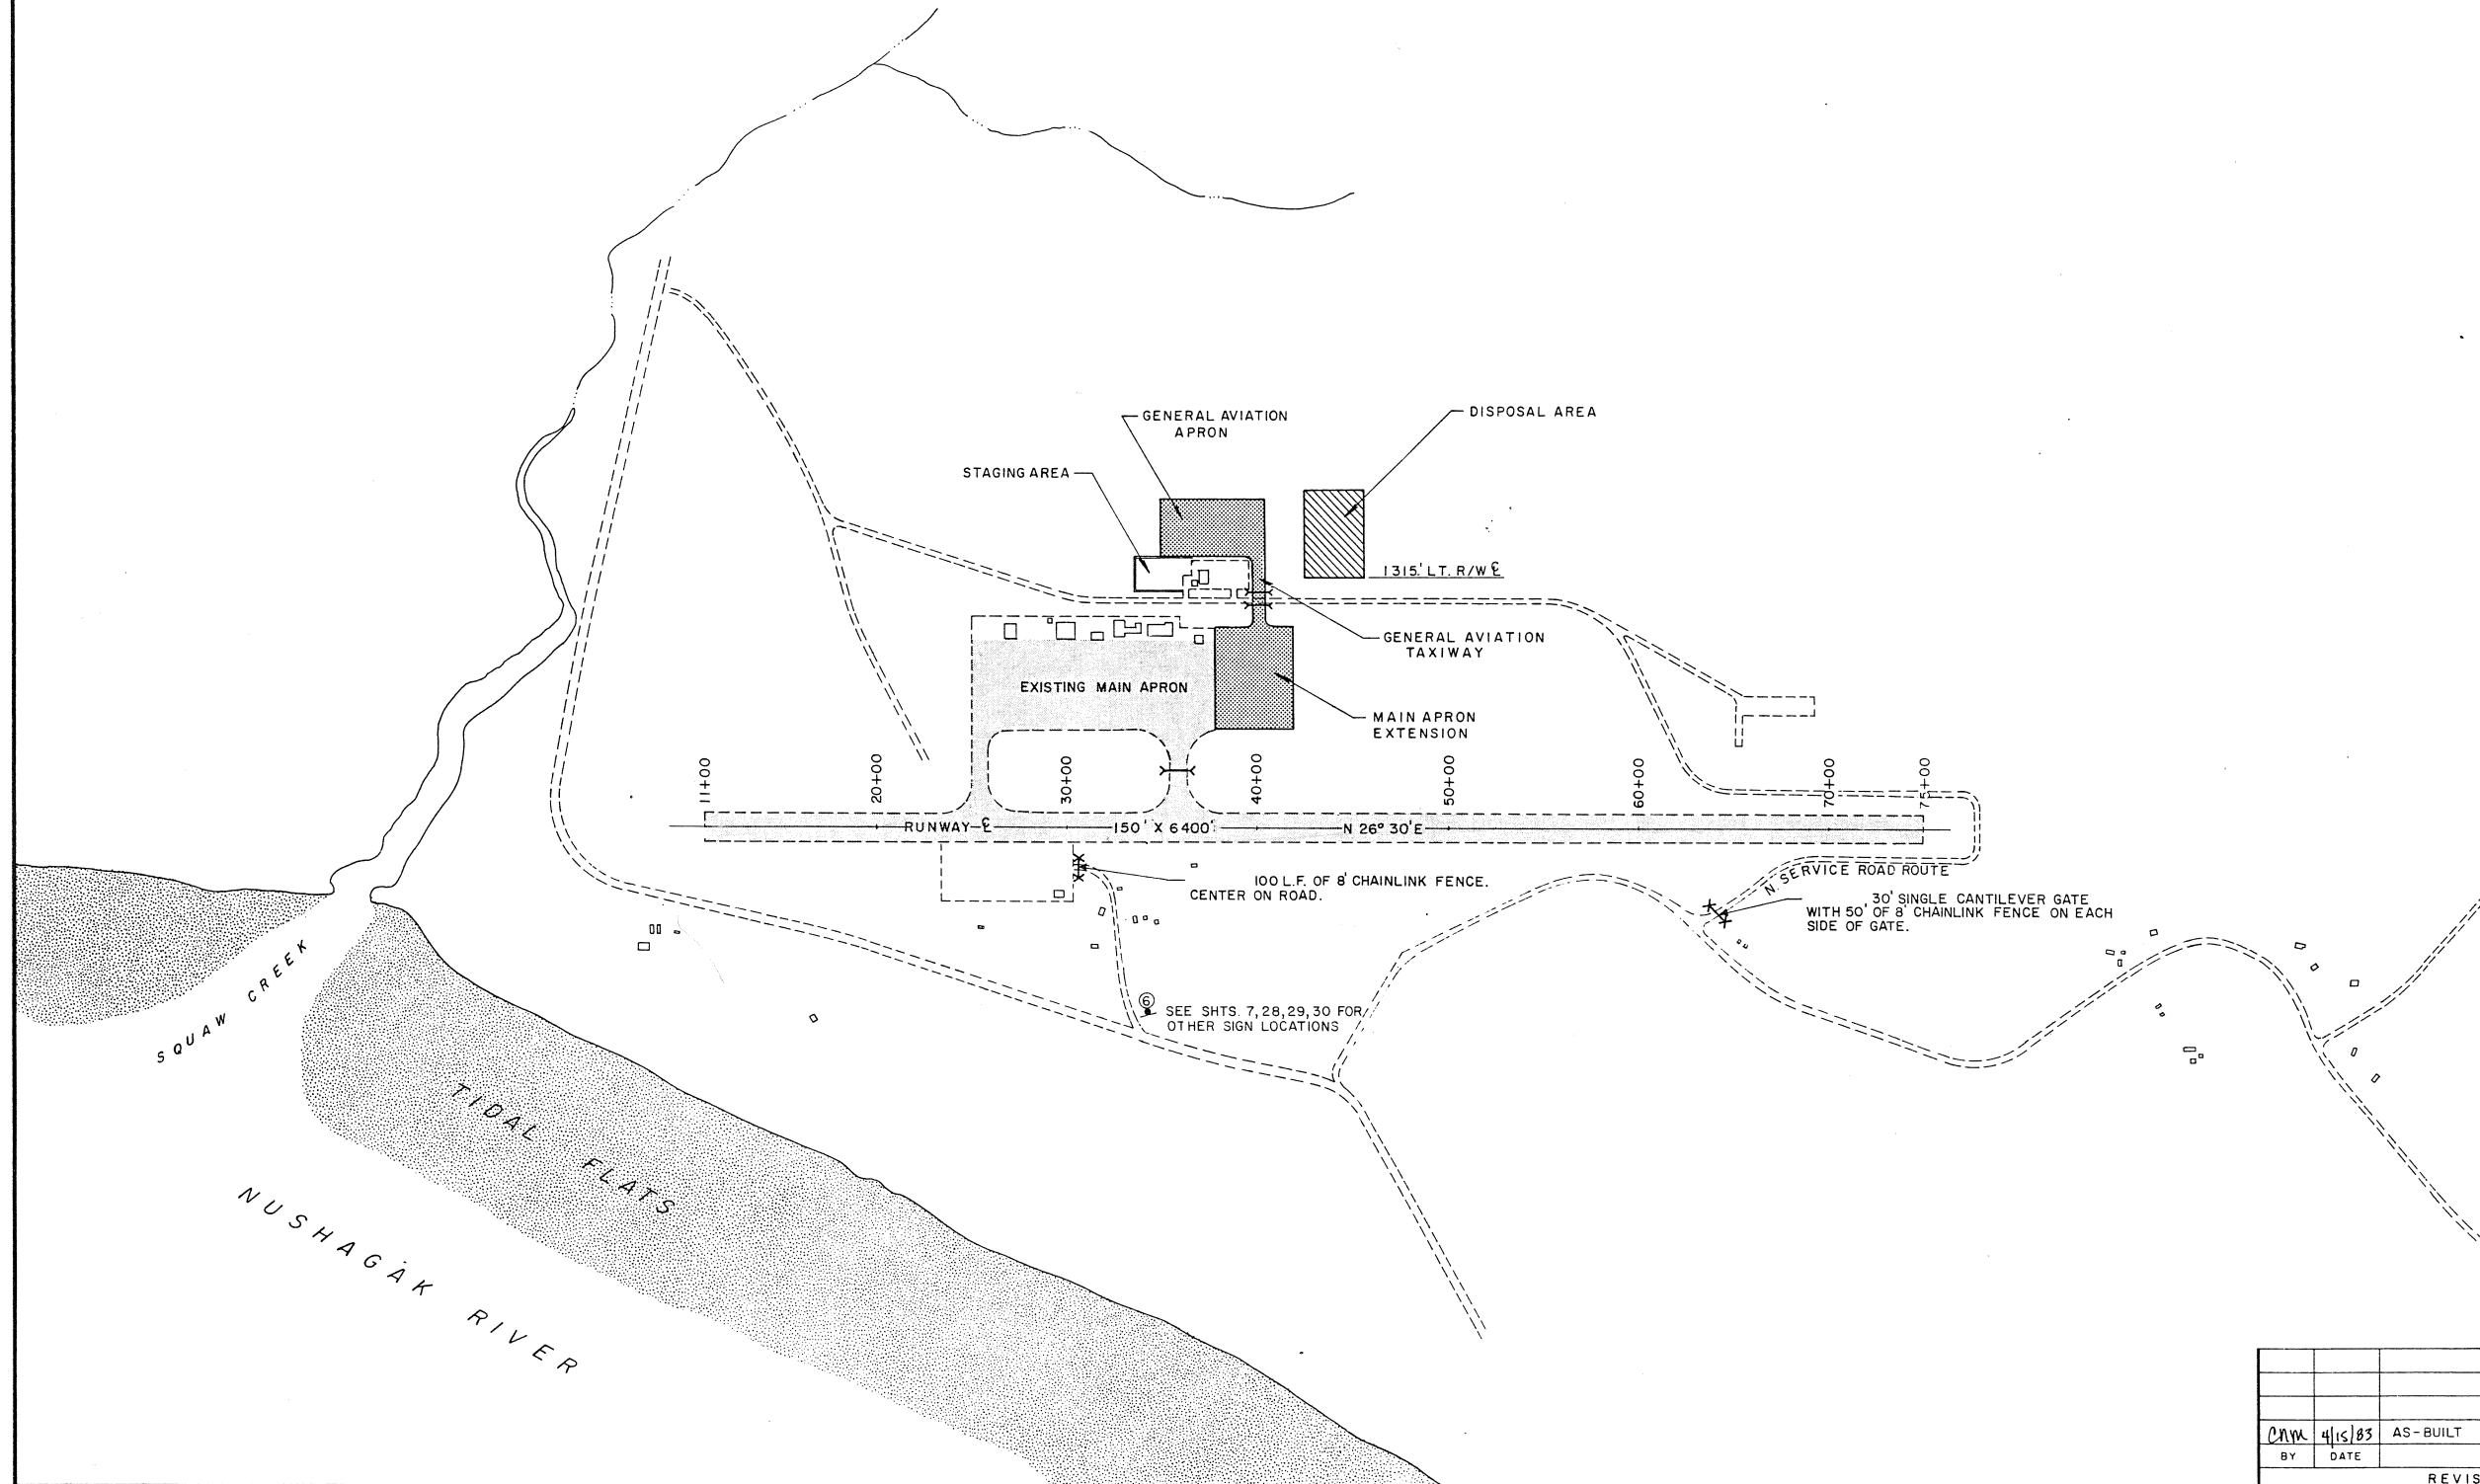 GENERAL AVIATION
APRON
DISPOSAL AREA
STAGING AREA
1315' LT. R/W ℄
GENERAL AVIATION
TAXIWAY
EXISTING MAIN APRON
MAIN APRON
EXTENSION
11+00
20+00
30+00
40+00
50+00
60+00
70+00
75+00
RUNWAY ℄
150' X 6400'
N 26° 30'E
100 L.F. OF 8' CHAINLINK FENCE.
CENTER ON ROAD.
N SERVICE ROAD ROUTE
30' SINGLE CANTILEVER GATE
WITH 50' OF 8' CHAINLINK FENCE ON EACH
SIDE OF GATE.
6
SEE SHTS. 7,28,29,30 FOR
OTHER SIGN LOCATIONS
SQUAW CREEK
TIDAL FLATS
NUSHAGAK RIVER
CNM 4/15/83 AS-BUILT
BY DATE
REVIS